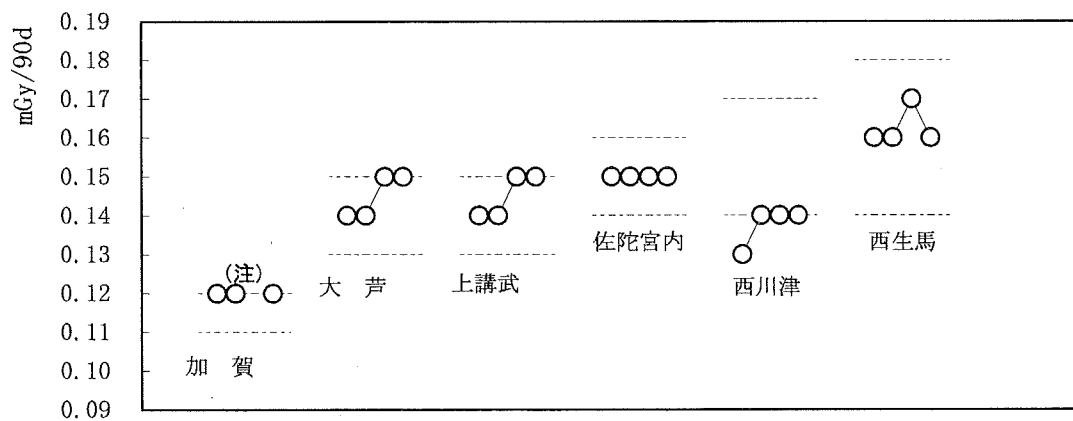 mGy/90d
0.19
0.18
0.17
0.16
0.15
0.14
0.13
0.12
0.11
0.10
0.09
(注)
加 賀
大 芦
上講武
佐陀宮内
西川津
西生馬